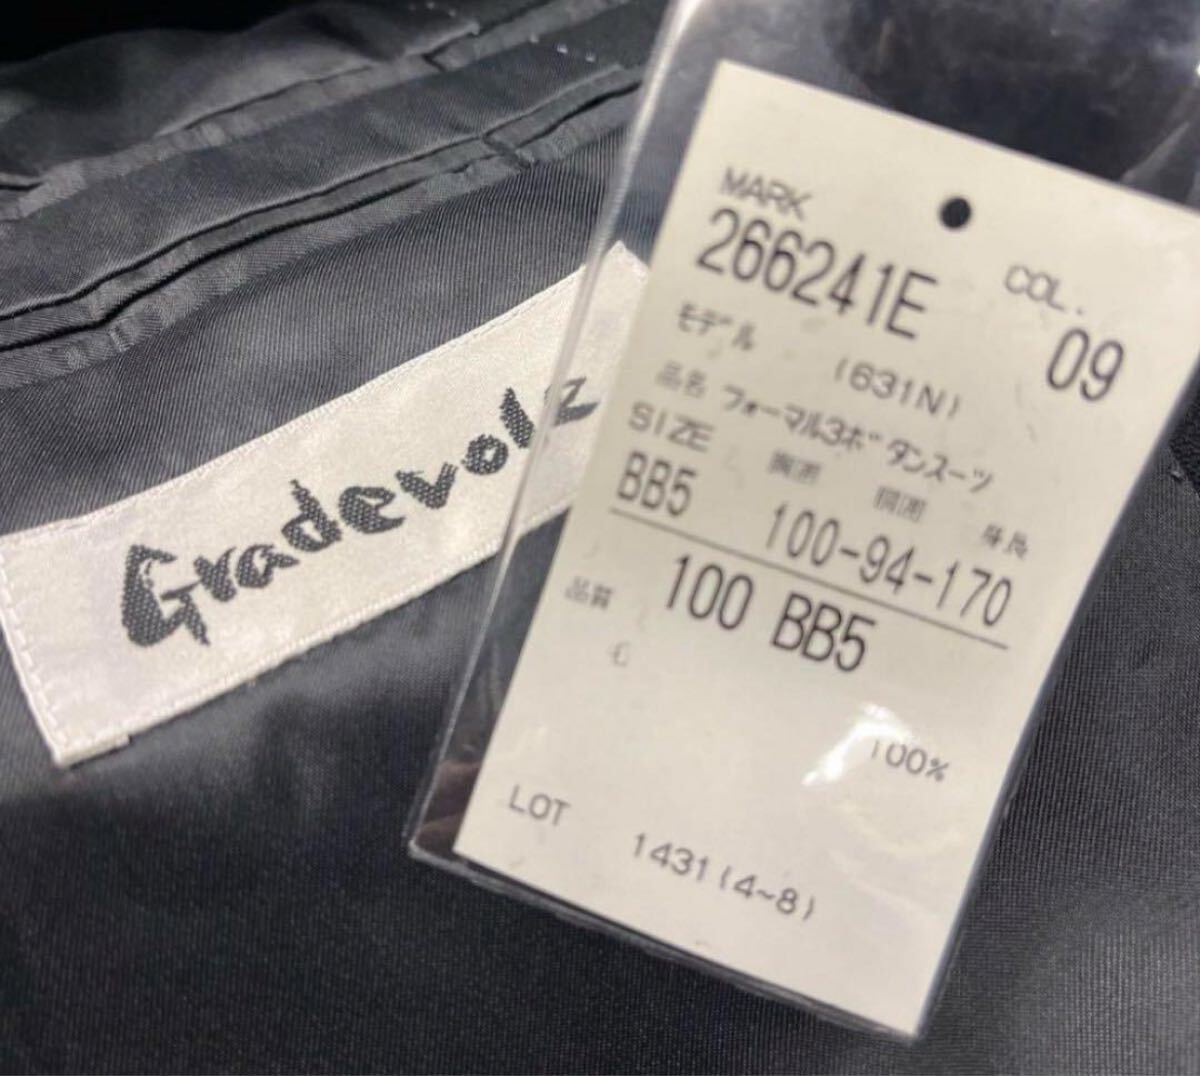 Gradevolz
MARK
266241E
COL.
09
モデル (631N)
品名 フォーマル3ボタンスーツ
SIZE 胸囲 胴囲 身長
BB5 100-94-170
品質 100 BB5
100%
LOT 1431(4~8)